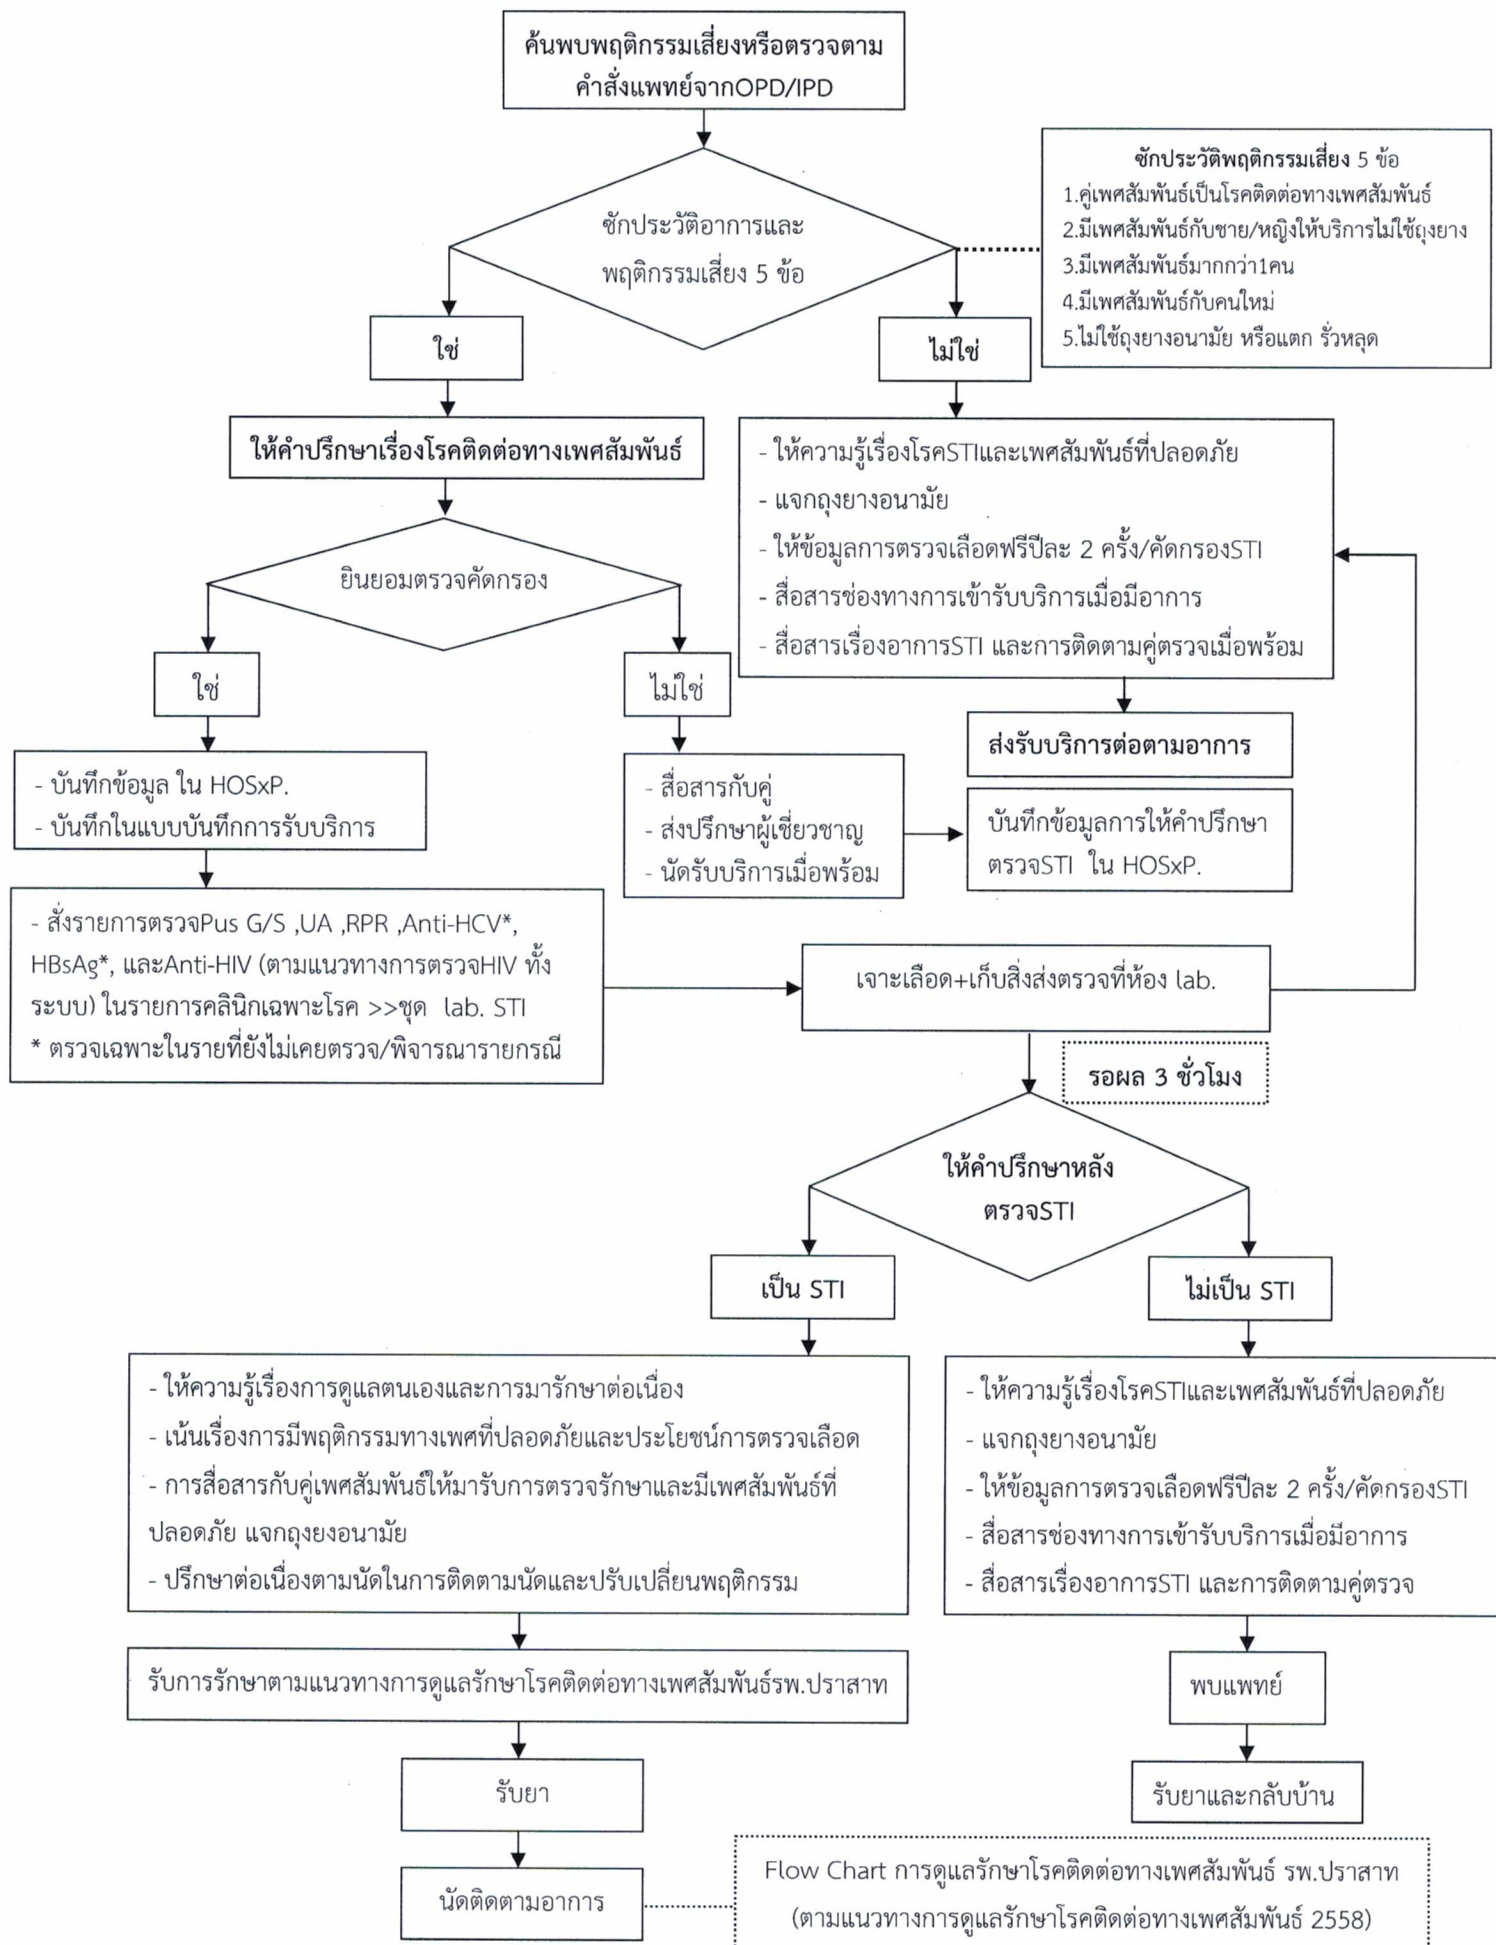 ค้นพบพฤติกรรมเสี่ยงหรือตรวจตาม
คำสั่งแพทย์จากOPD/IPD
ซักประวัติอาการและ
พฤติกรรมเสี่ยง 5 ข้อ
ซักประวัติพฤติกรรมเสี่ยง 5 ข้อ
1.คู่เพศสัมพันธ์เป็นโรคติดต่อทางเพศสัมพันธ์
2.มีเพศสัมพันธ์กับชาย/หญิงให้บริการไม่ใช้ถุงยาง
3.มีเพศสัมพันธ์มากกว่า1คน
4.มีเพศสัมพันธ์กับคนใหม่
5.ไม่ใช้ถุงยางอนามัย หรือแตก รั่วหลุด
ใช่
ไม่ใช่
ให้คำปรึกษาเรื่องโรคติดต่อทางเพศสัมพันธ์
- ให้ความรู้เรื่องโรคSTIและเพศสัมพันธ์ที่ปลอดภัย
- แจกถุงยางอนามัย
- ให้ข้อมูลการตรวจเลือดฟรีปีละ 2 ครั้ง/คัดกรองSTI
- สื่อสารช่องทางการเข้ารับบริการเมื่อมีอาการ
- สื่อสารเรื่องอาการSTI และการติดตามคู่ตรวจเมื่อพร้อม
ยินยอมตรวจคัดกรอง
ใช่
ไม่ใช่
ส่งรับบริการต่อตามอาการ
- บันทึกข้อมูล ใน HOSxP.
- บันทึกในแบบบันทึกการรับบริการ
- สื่อสารกับคู่
- ส่งปรึกษาผู้เชี่ยวชาญ
- นัดรับบริการเมื่อพร้อม
บันทึกข้อมูลการให้คำปรึกษา
ตรวจSTI ใน HOSxP.
- สั่งรายการตรวจPus G/S ,UA ,RPR ,Anti-HCV*,
HBsAg*, และAnti-HIV (ตามแนวทางการตรวจHIV ทั้ง
ระบบ) ในรายการคลินิกเฉพาะโรค >>ชุด lab. STI
* ตรวจเฉพาะในรายที่ยังไม่เคยตรวจ/พิจารณารายกรณี
เจาะเลือด+เก็บสิ่งส่งตรวจที่ห้อง lab.
รอผล 3 ชั่วโมง
ให้คำปรึกษาหลัง
ตรวจSTI
เป็น STI
ไม่เป็น STI
- ให้ความรู้เรื่องการดูแลตนเองและการมารักษาต่อเนื่อง
- เน้นเรื่องการมีพฤติกรรมทางเพศที่ปลอดภัยและประโยชน์การตรวจเลือด
- การสื่อสารกับคู่เพศสัมพันธ์ให้มารับการตรวจรักษาและมีเพศสัมพันธ์ที่
ปลอดภัย แจกถุงยงอนามัย
- ปรึกษาต่อเนื่องตามนัดในการติดตามนัดและปรับเปลี่ยนพฤติกรรม
- ให้ความรู้เรื่องโรคSTIและเพศสัมพันธ์ที่ปลอดภัย
- แจกถุงยางอนามัย
- ให้ข้อมูลการตรวจเลือดฟรีปีละ 2 ครั้ง/คัดกรองSTI
- สื่อสารช่องทางการเข้ารับบริการเมื่อมีอาการ
- สื่อสารเรื่องอาการSTI และการติดตามคู่ตรวจ
รับการรักษาตามแนวทางการดูแลรักษาโรคติดต่อทางเพศสัมพันธ์รพ.ปราสาท
พบแพทย์
รับยา
รับยาและกลับบ้าน
นัดติดตามอาการ
Flow Chart การดูแลรักษาโรคติดต่อทางเพศสัมพันธ์ รพ.ปราสาท
(ตามแนวทางการดูแลรักษาโรคติดต่อทางเพศสัมพันธ์ 2558)